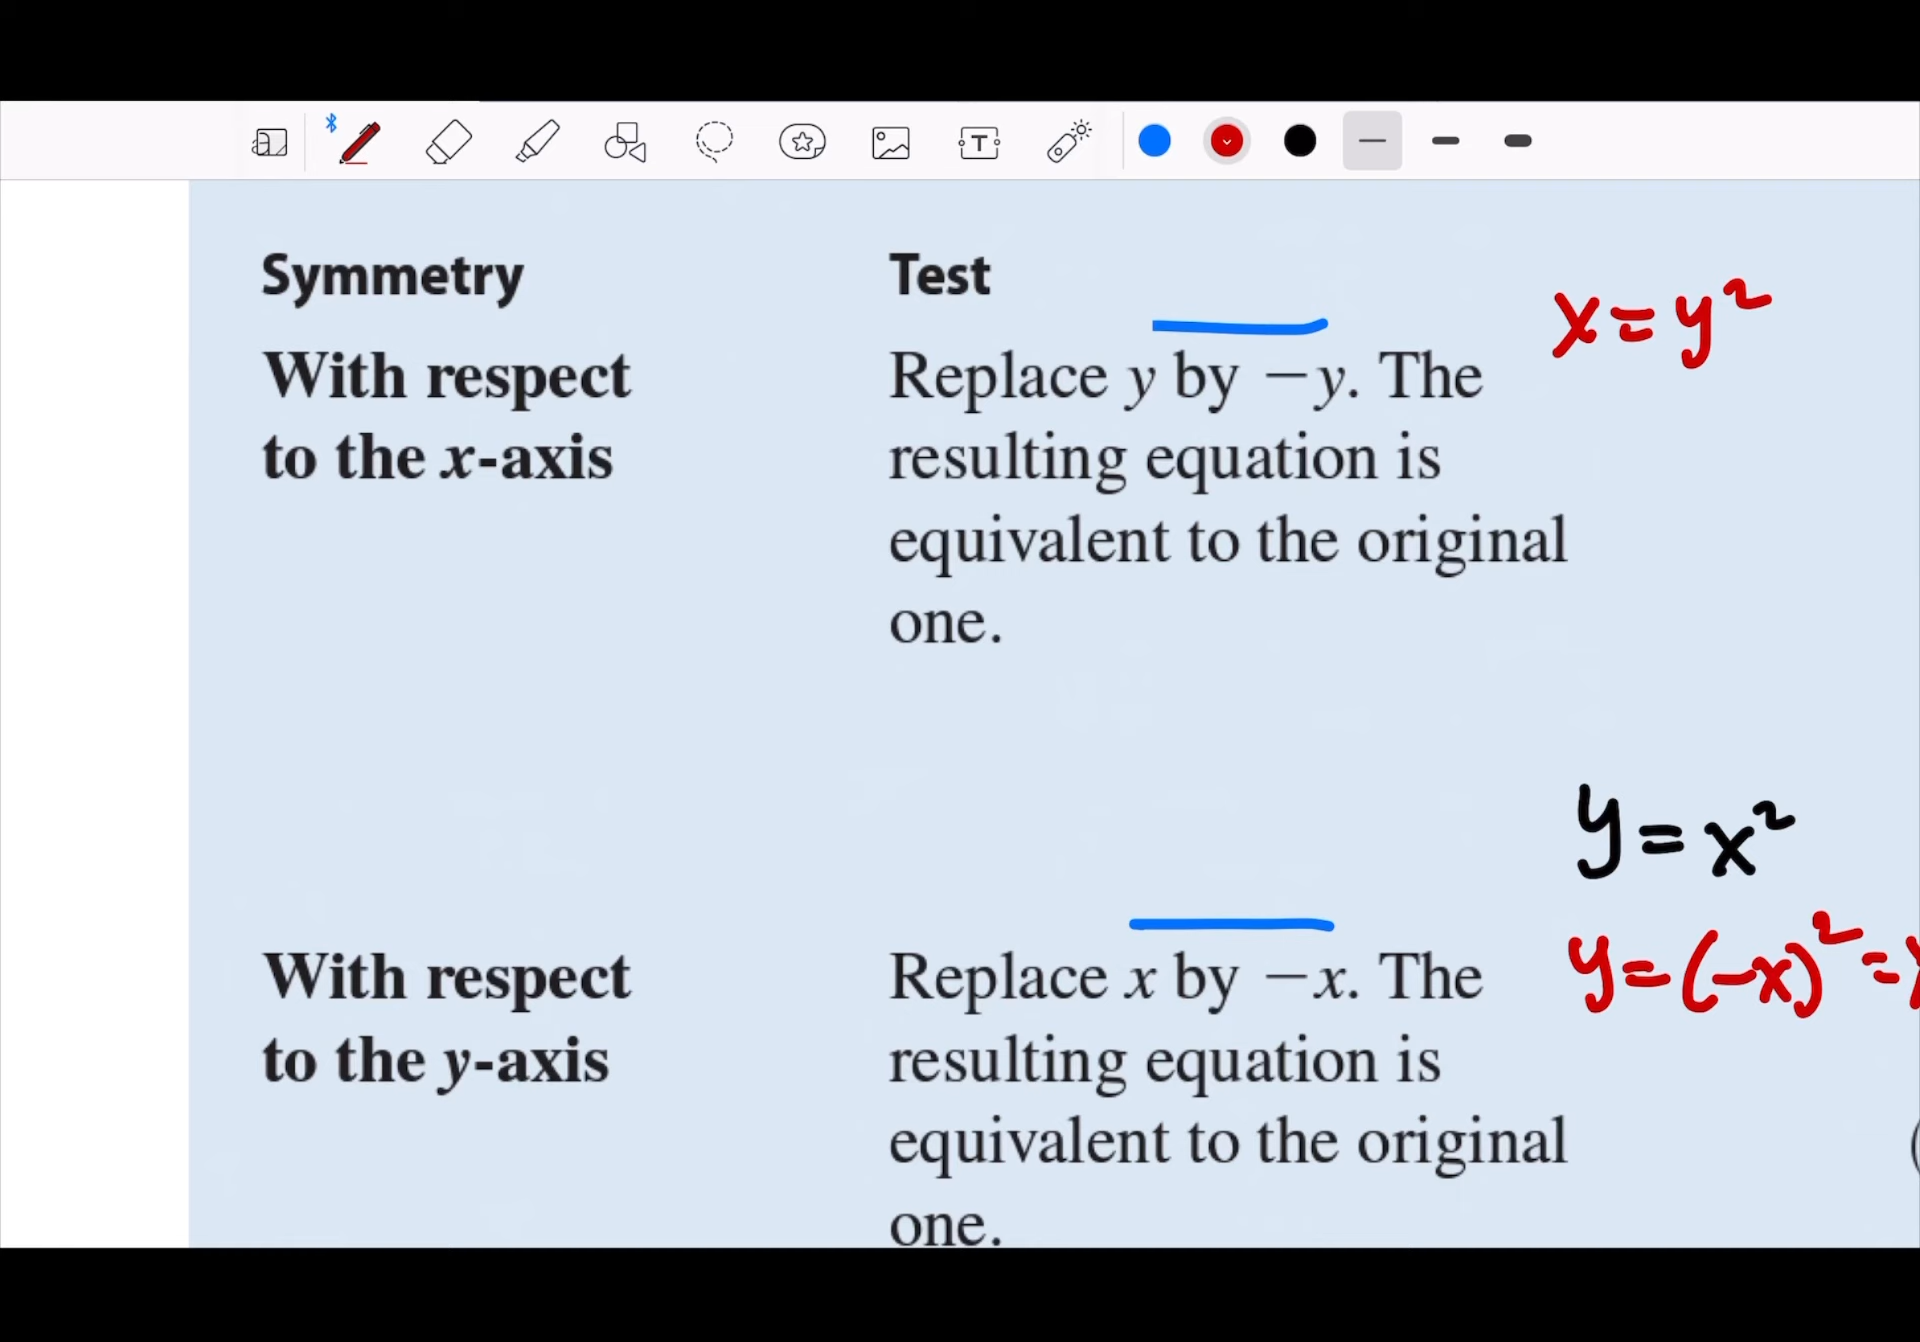 Symmetry
Test
x = y²
With respect
to the x-axis
Replace y by −y. The
resulting equation is
equivalent to the original
one.
y = x²
With respect
to the y-axis
Replace x by −x. The
resulting equation is
equivalent to the original
one.
y = (-x)² =